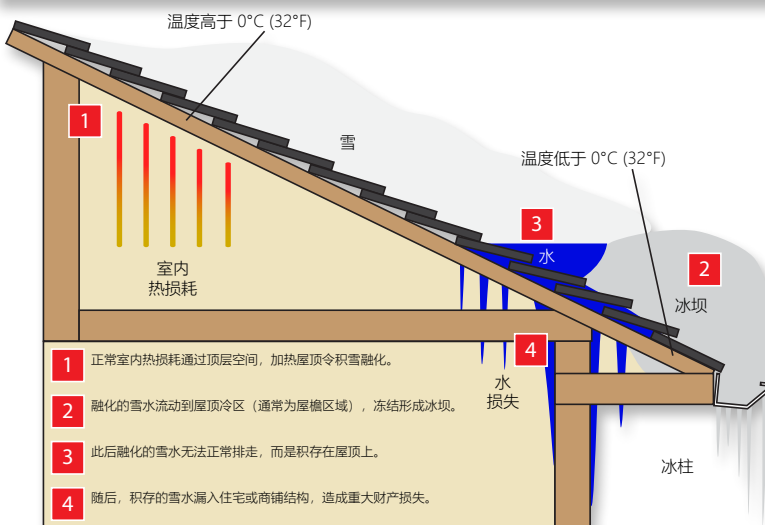 温度高于 0°C (32°F)
1
雪
温度低于 0°C (32°F)
3
水
2
室内
热损耗
冰坝
4
水
损失
1 正常室内热损耗通过顶层空间，加热屋顶令积雪融化。
2 融化的雪水流动到屋顶冷区（通常为屋檐区域），冻结形成冰坝。
3 此后融化的雪水无法正常排走，而是积存在屋顶上。
4 随后，积存的雪水漏入住宅或商铺结构，造成重大财产损失。
冰柱